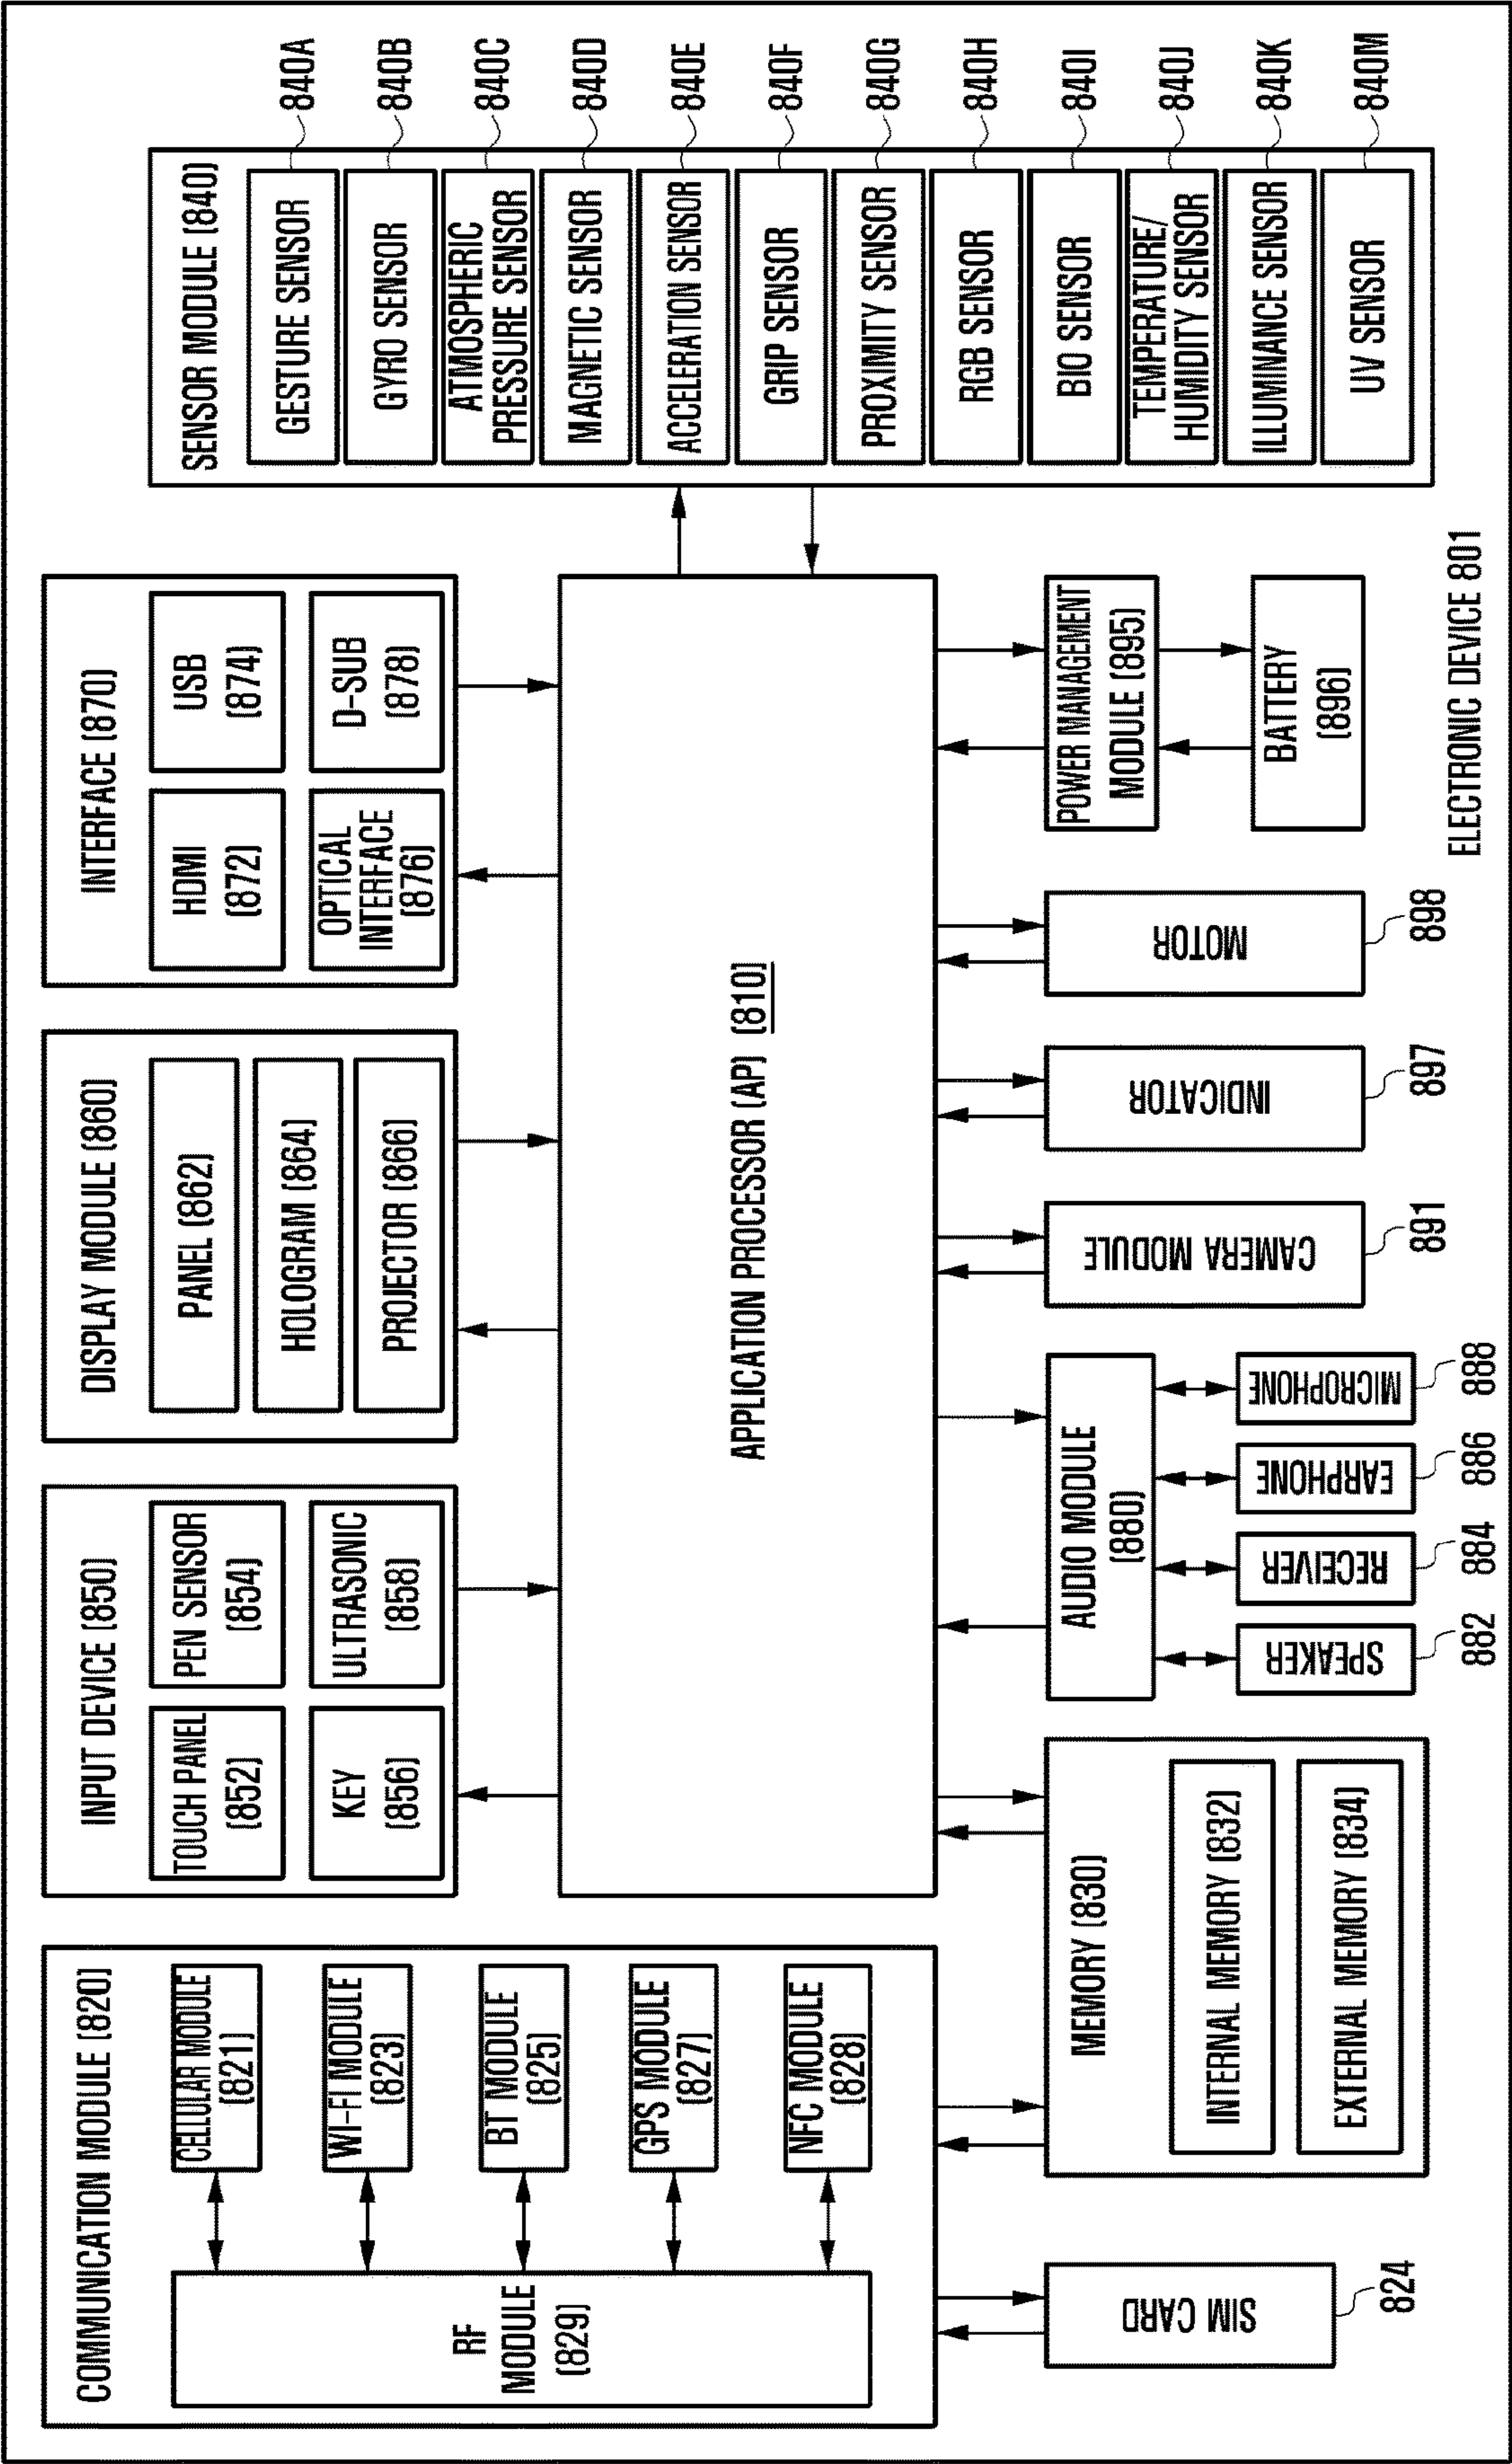 COMMUNICATION MODULE (820)
RF
MODULE
(829)
CELLULAR MODULE
(821)
WI-FI MODULE
(823)
BT MODULE
(825)
GPS MODULE
(827)
NFC MODULE
(828)
SIM CARD
824
INPUT DEVICE (850)
TOUCH PANEL
(852)
PEN SENSOR
(854)
KEY
(856)
ULTRASONIC
(858)
DISPLAY MODULE (860)
PANEL (862)
HOLOGRAM (864)
PROJECTOR (866)
INTERFACE (870)
HDMI
(872)
USB
(874)
OPTICAL
INTERFACE
(876)
D-SUB
(878)
APPLICATION PROCESSOR (AP) (810)
MEMORY (830)
INTERNAL MEMORY (832)
EXTERNAL MEMORY (834)
AUDIO MODULE
(880)
SPEAKER
882
RECEIVER
884
EARPHONE
886
MICROPHONE
888
CAMERA MODULE
891
INDICATOR
897
MOTOR
898
POWER MANAGEMENT
MODULE (895)
BATTERY
(896)
SENSOR MODULE (840)
GESTURE SENSOR
840A
GYRO SENSOR
840B
ATMOSPHERIC
PRESSURE SENSOR
840C
MAGNETIC SENSOR
840D
ACCELERATION SENSOR
840E
GRIP SENSOR
840F
PROXIMITY SENSOR
840G
RGB SENSOR
840H
BIO SENSOR
840I
TEMPERATURE/
HUMIDITY SENSOR
840J
ILLUMINANCE SENSOR
840K
UV SENSOR
840M
ELECTRONIC DEVICE 801